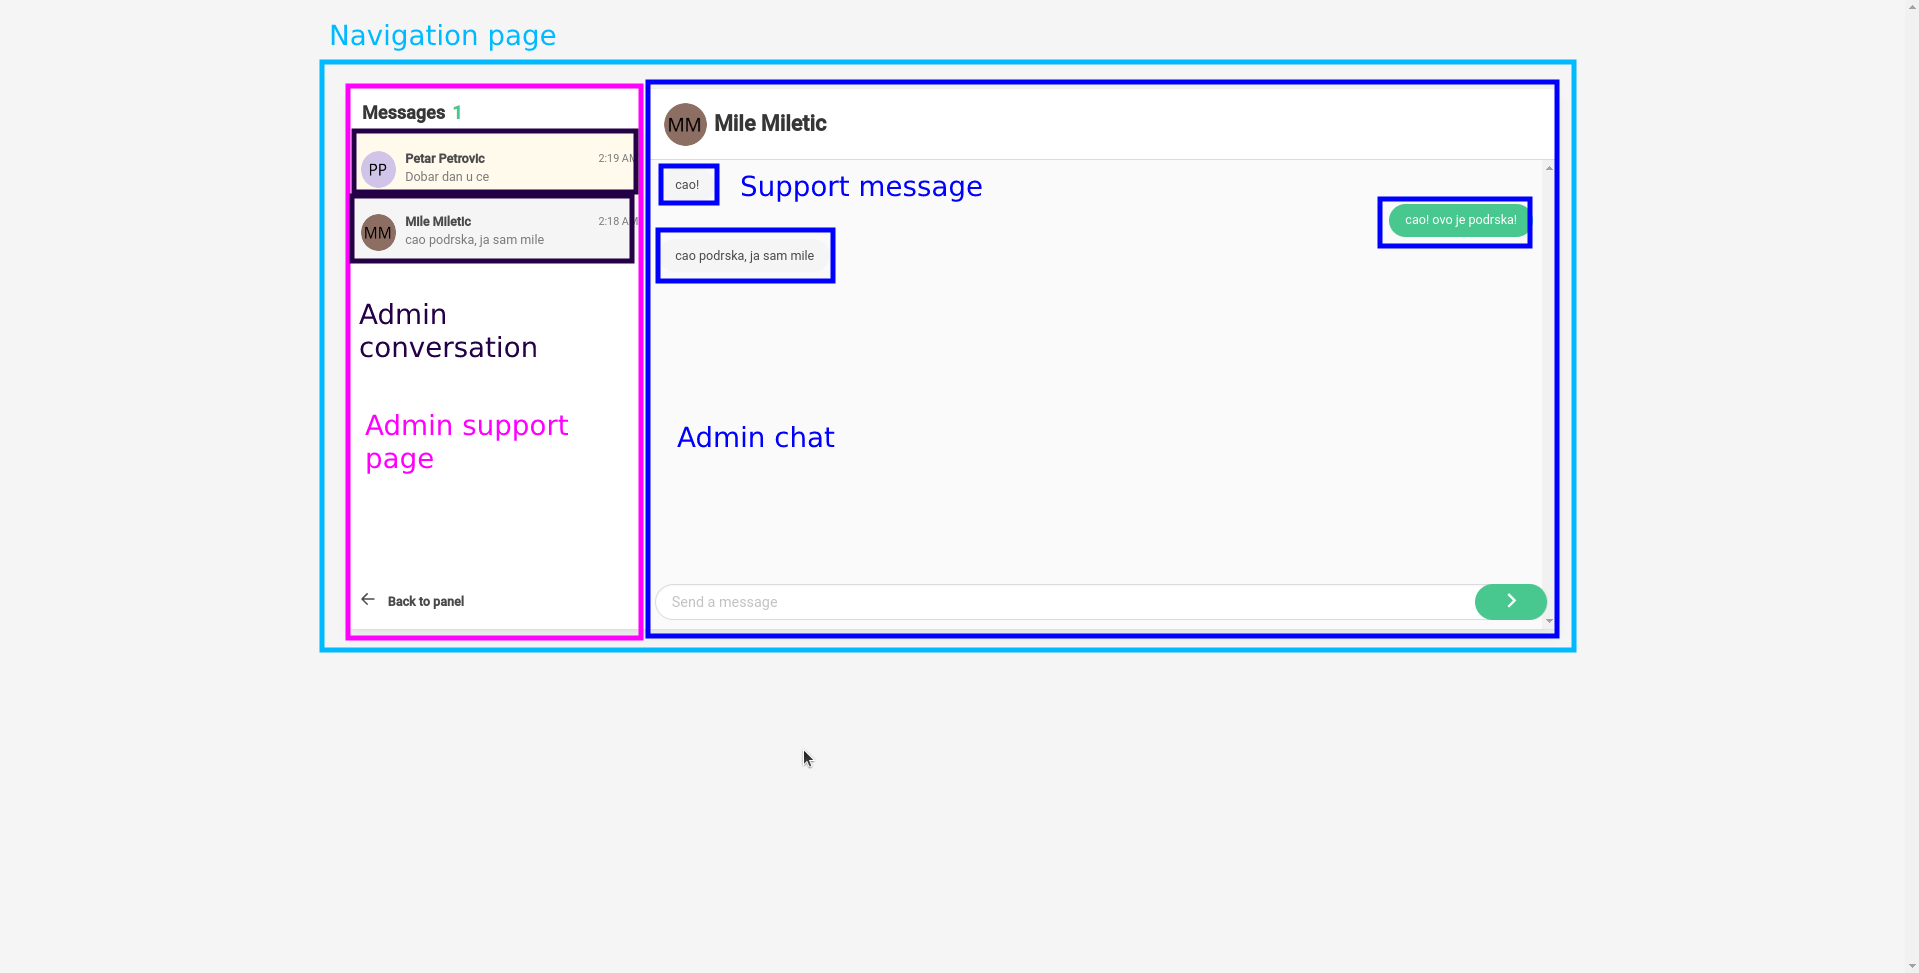 Navigation page
Messages 1
PP
Petar Petrovic
2:19 AM
Dobar dan u ce
MM
Mile Miletic
2:18 AM
cao podrska, ja sam mile
Admin
conversation
Admin support
page
Back to panel
MM
Mile Miletic
cao!
Support message
cao! ovo je podrska!
cao podrska, ja sam mile
Admin chat
Send a message